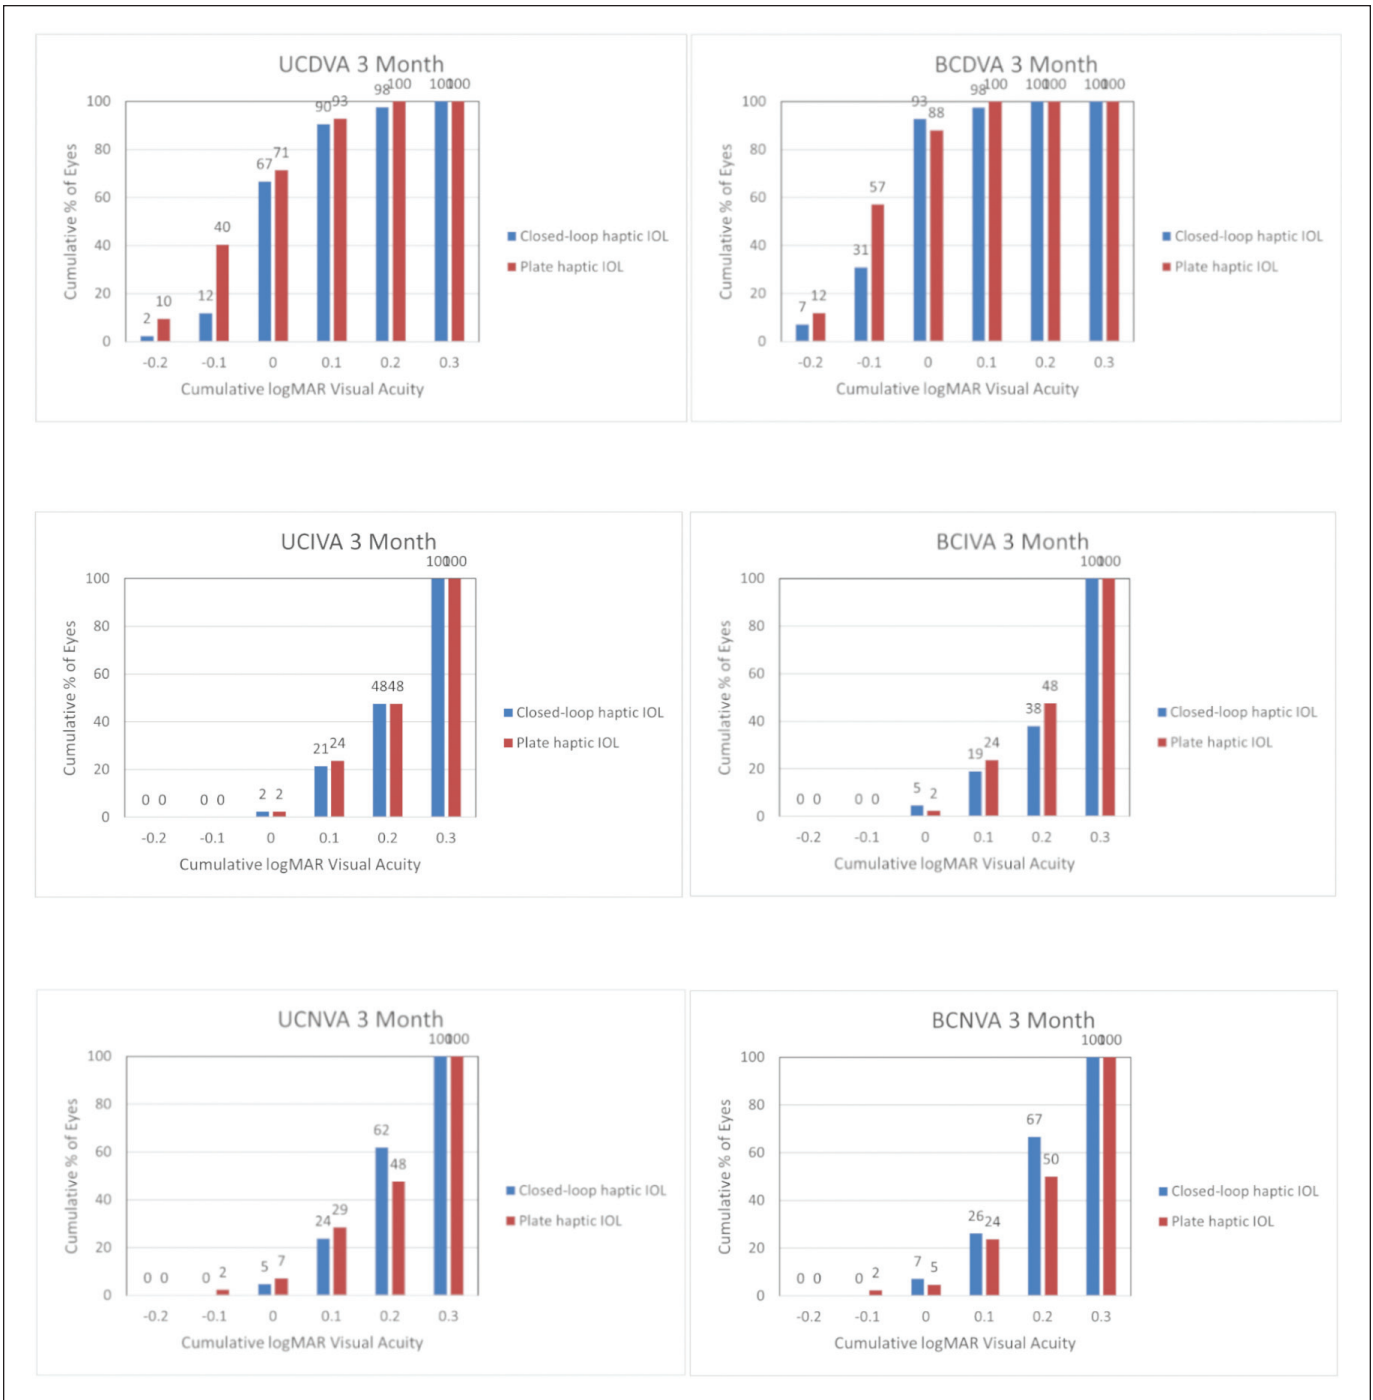 UCDVA 3 Month
100 100 100
98
93
90
71
67
40
12
10
2
100
80
60
40
20
0
Cumulative % of Eyes
-0.2 -0.1 0 0.1 0.2 0.3
Cumulative logMAR Visual Acuity
Closed-loop haptic IOL
Plate haptic IOL
BCDVA 3 Month
100 100 100 100 100
98
93
88
57
31
12
7
100
80
60
40
20
0
Cumulative % of Eyes
-0.2 -0.1 0 0.1 0.2 0.3
Cumulative logMAR Visual Acuity
Closed-loop haptic IOL
Plate haptic IOL
UCIVA 3 Month
100 100
48 48
21 24
0 0 0 0 2 2
100
80
60
40
20
0
Cumulative % of Eyes
-0.2 -0.1 0 0.1 0.2 0.3
Cumulative logMAR Visual Acuity
Closed-loop haptic IOL
Plate haptic IOL
BCIVA 3 Month
100 100
48
38
24
19
0 0 0 0 5 2
100
80
60
40
20
0
Cumulative % of Eyes
-0.2 -0.1 0 0.1 0.2 0.3
Cumulative logMAR Visual Acuity
Closed-loop haptic IOL
Plate haptic IOL
UCNVA 3 Month
100 100
62
48
24 29
0 0 0 2 5 7
100
80
60
40
20
0
Cumulative % of Eyes
-0.2 -0.1 0 0.1 0.2 0.3
Cumulative logMAR Visual Acuity
Closed-loop haptic IOL
Plate haptic IOL
BCNVA 3 Month
100 100
67
50
26 24
0 0 0 2 7 5
100
80
60
40
20
0
Cumulative % of Eyes
-0.2 -0.1 0 0.1 0.2 0.3
Cumulative logMAR Visual Acuity
Closed-loop haptic IOL
Plate haptic IOL